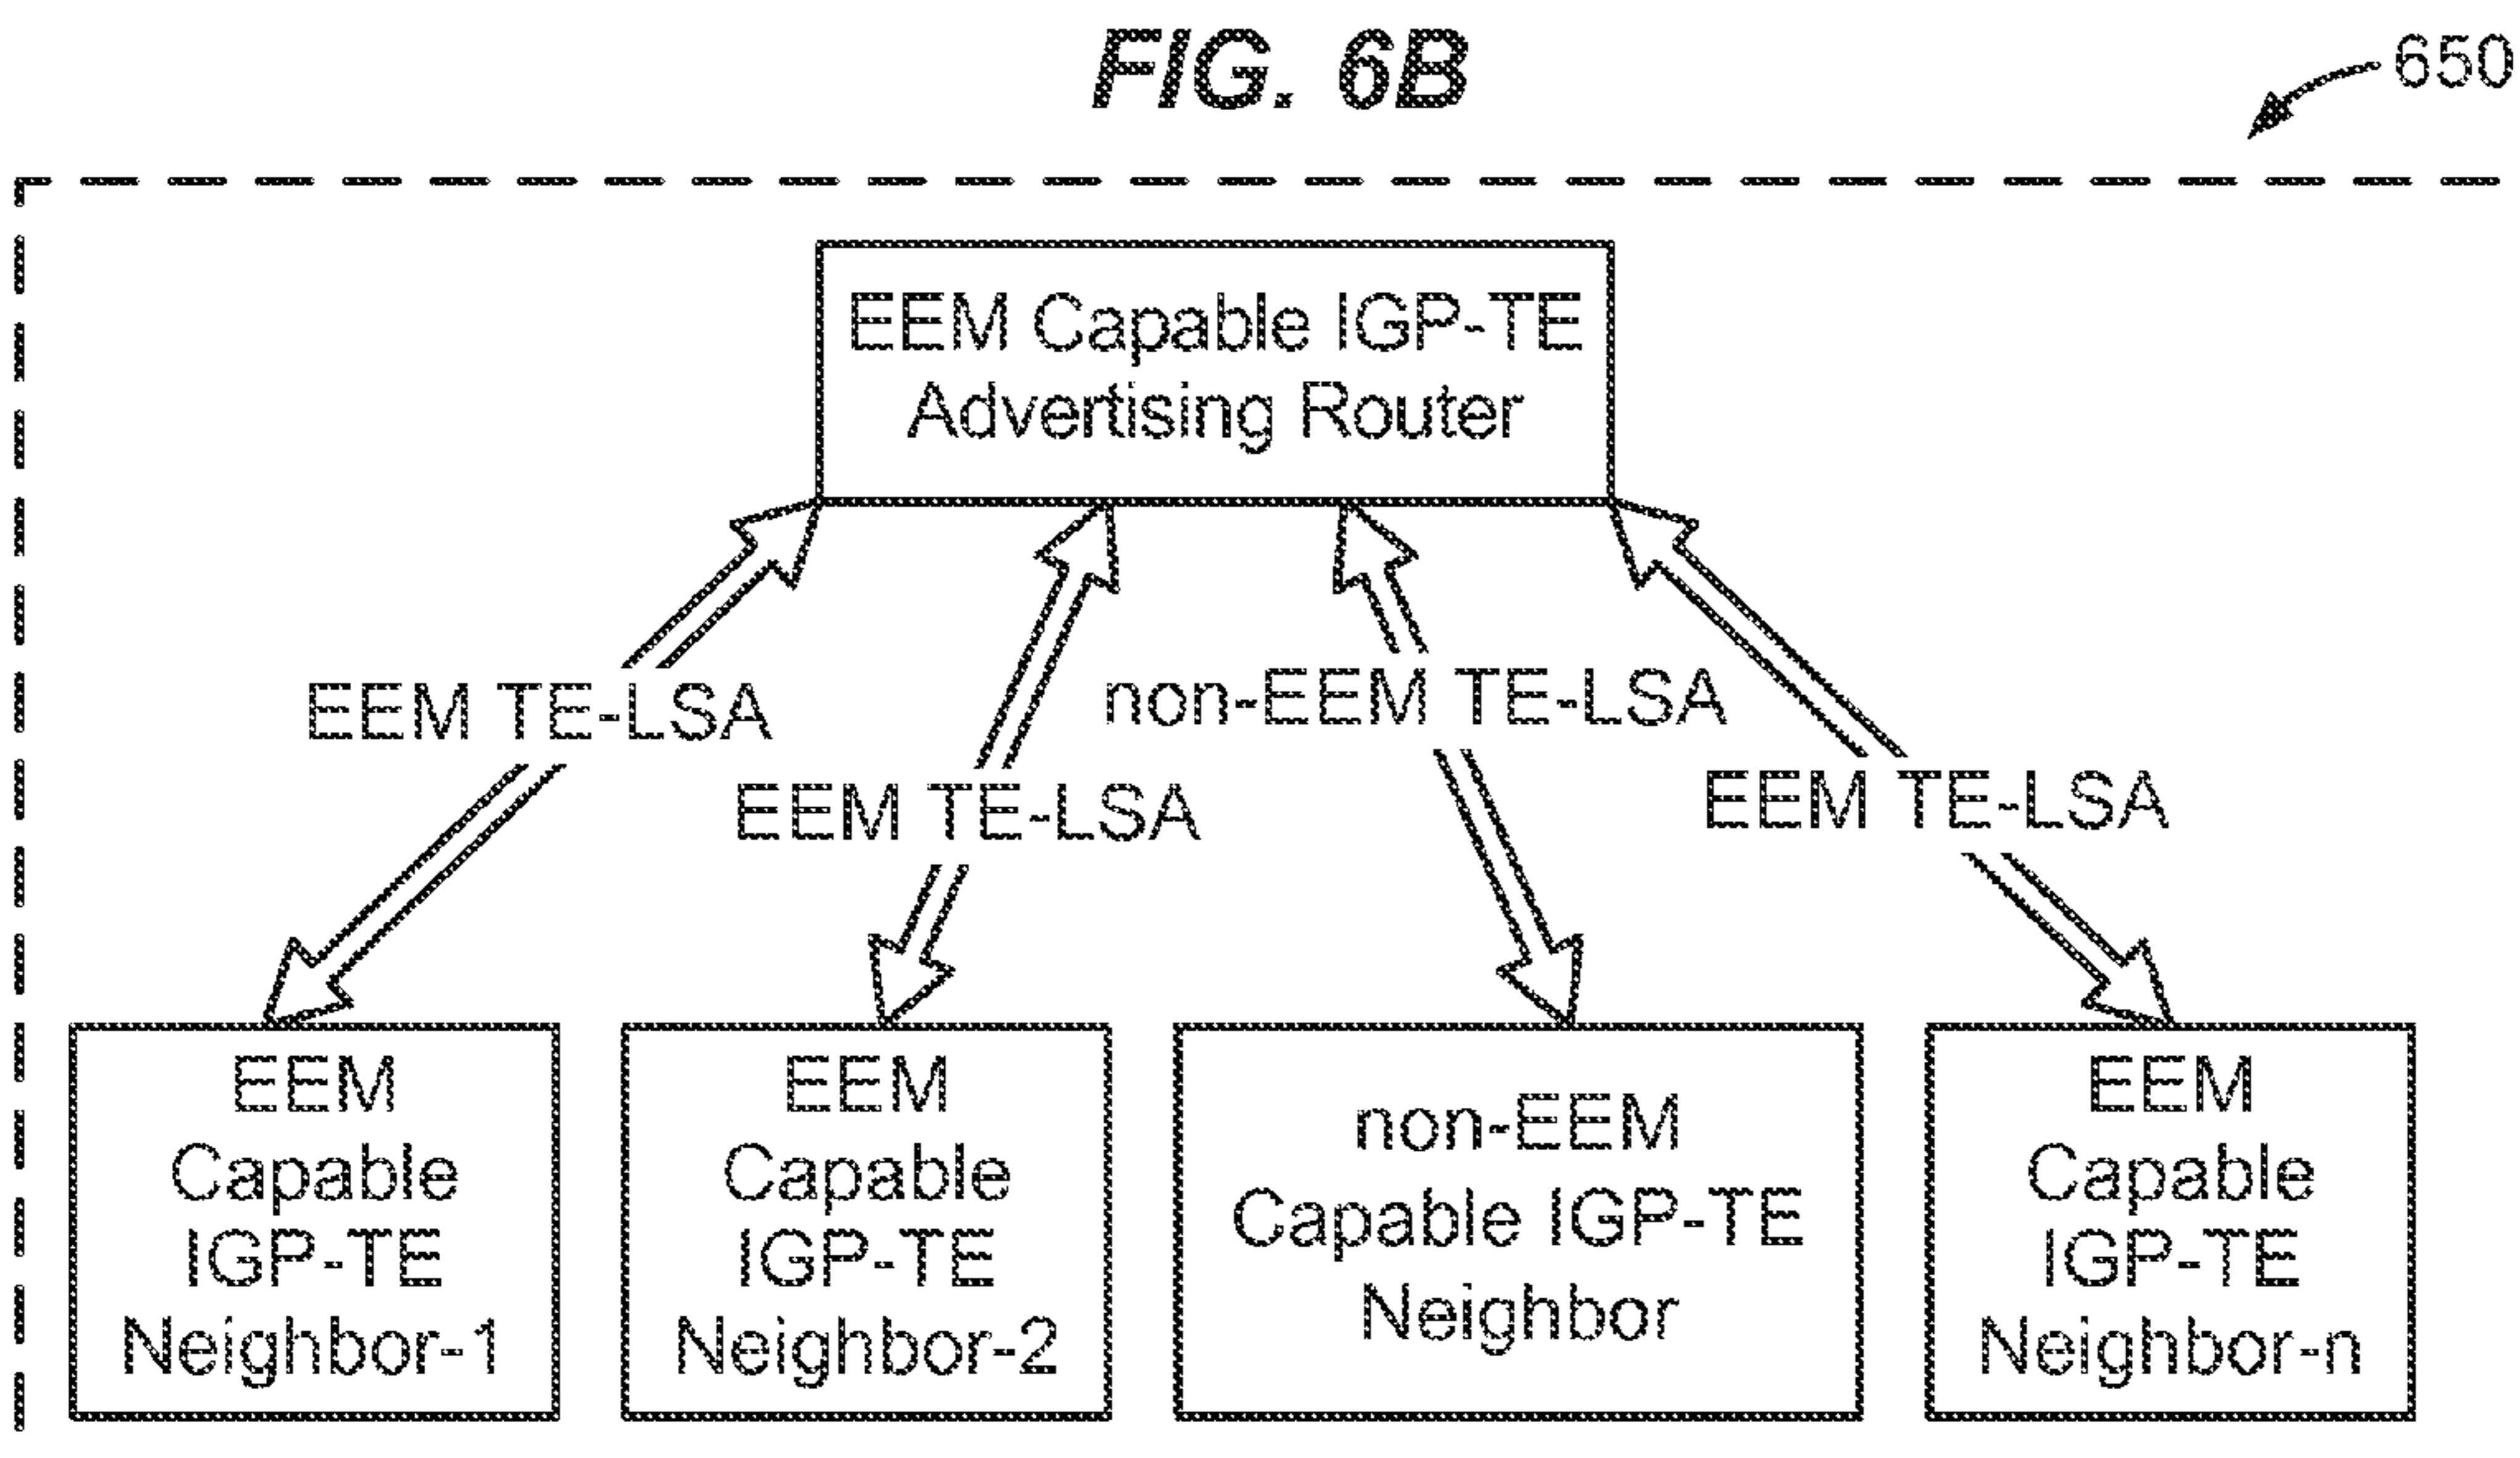 FIG. 6B
650
EEM Capable IGP-TE
Advertising Router
EEM TE-LSA
non-EEM TE-LSA
EEM TE-LSA
EEM TE-LSA
EEM
Capable
IGP-TE
Neighbor-1
EEM
Capable
IGP-TE
Neighbor-2
non-EEM
Capable IGP-TE
Neighbor
EEM
Capable
IGP-TE
Neighbor-n